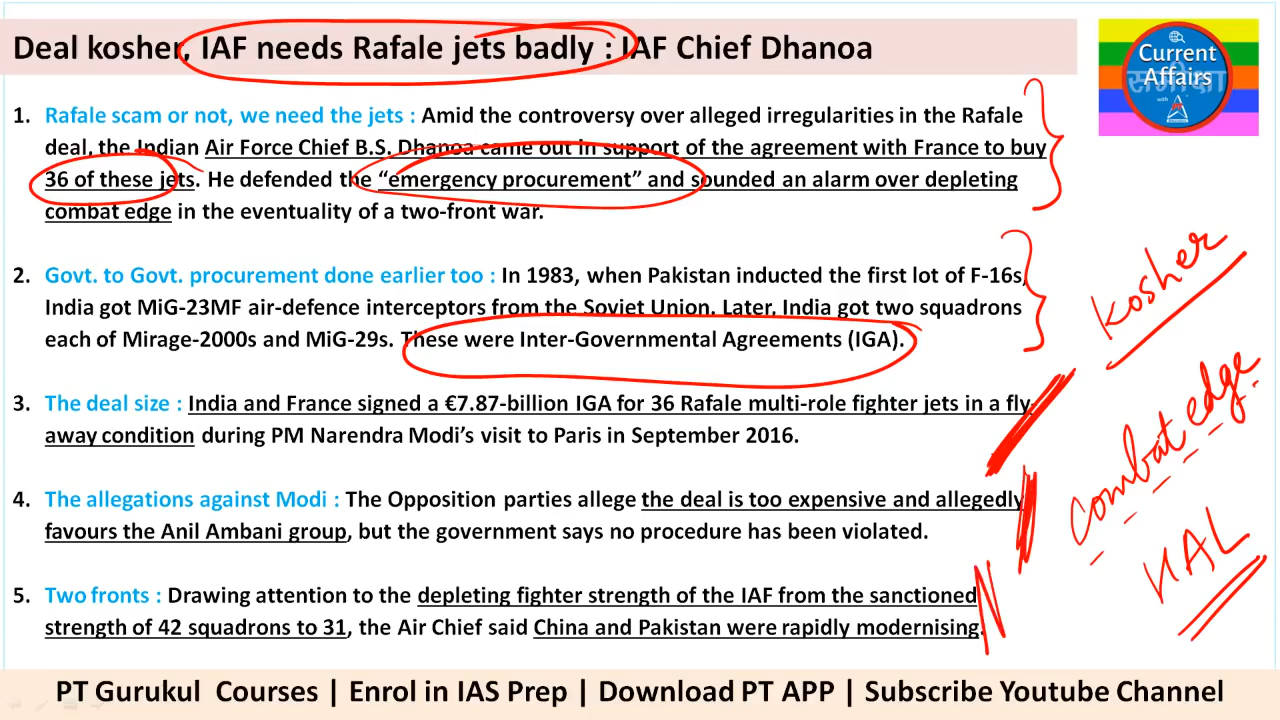 Deal kosher, IAF needs Rafale jets badly : IAF Chief Dhanoa
Current
Affairs
समीक्षा
with
PT
1. Rafale scam or not, we need the jets : Amid the controversy over alleged irregularities in the Rafale
deal, the Indian Air Force Chief B.S. Dhanoa came out in support of the agreement with France to buy
36 of these jets. He defended the “emergency procurement” and sounded an alarm over depleting
combat edge in the eventuality of a two-front war.
2. Govt. to Govt. procurement done earlier too : In 1983, when Pakistan inducted the first lot of F-16s,
India got MiG-23MF air-defence interceptors from the Soviet Union. Later, India got two squadrons
each of Mirage-2000s and MiG-29s. These were Inter-Governmental Agreements (IGA).
3. The deal size : India and France signed a €7.87-billion IGA for 36 Rafale multi-role fighter jets in a fly-
away condition during PM Narendra Modi’s visit to Paris in September 2016.
4. The allegations against Modi : The Opposition parties allege the deal is too expensive and allegedly
favours the Anil Ambani group, but the government says no procedure has been violated.
5. Two fronts : Drawing attention to the depleting fighter strength of the IAF from the sanctioned
strength of 42 squadrons to 31, the Air Chief said China and Pakistan were rapidly modernising.
kosher
Combat edge
HAL
PT Gurukul Courses | Enrol in IAS Prep | Download PT APP | Subscribe Youtube Channel